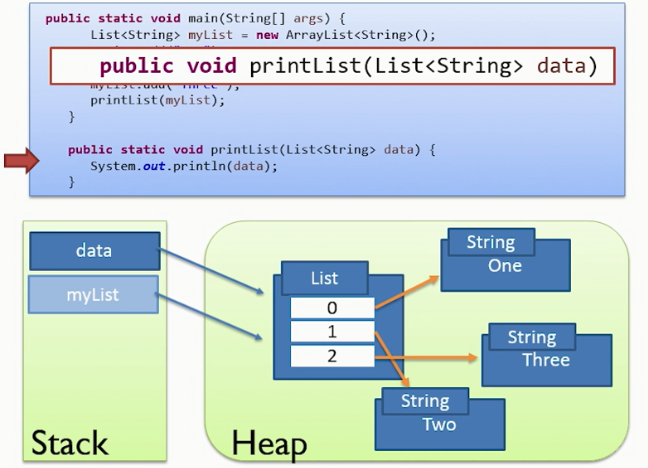 public static void main(String[] args) {
List<String> myList = new ArrayList<String>();
public void printList(List<String> data)
printList(myList);
}
public static void printList(List<String> data) {
System.out.println(data);
}
data
myList
Stack
Heap
List
0
1
2
String
One
String
Three
String
Two